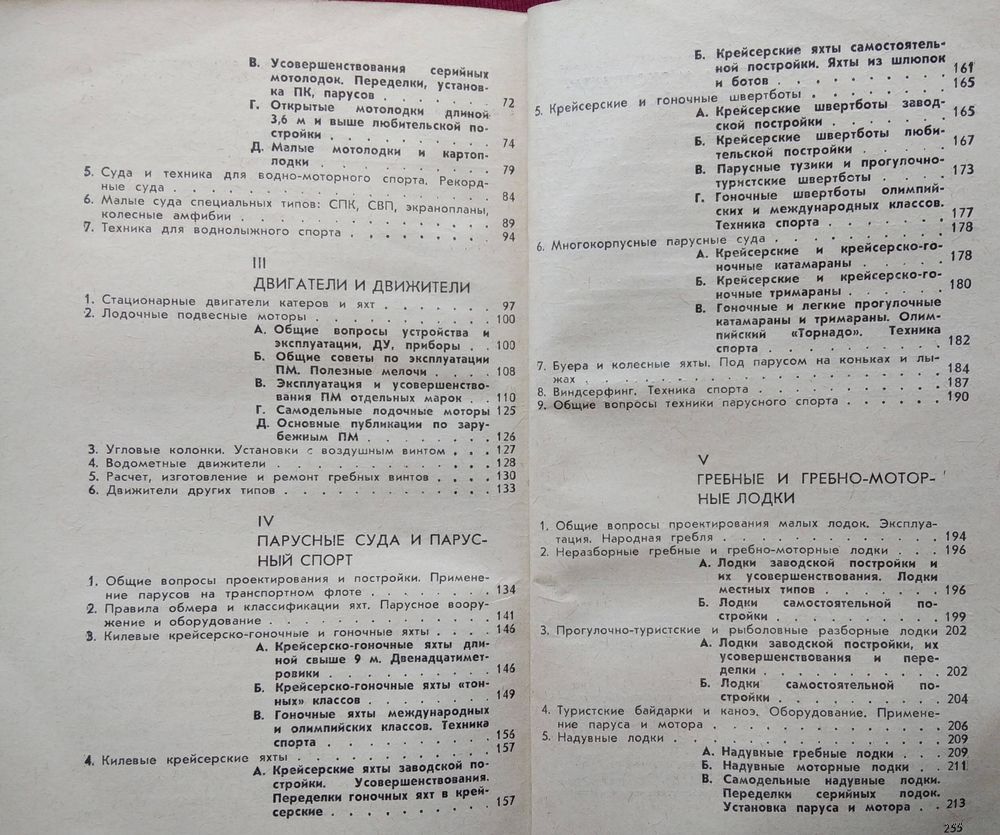 В. Усовершенствования серийных
мотолодок. Переделки, установ-
ка ПК, парусов . . . . . . . . 72
Г. Открытые мотолодки длиной
3,6 м и выше любительской по-
стройки . . . . . . . . . . 74
Д. Малые мотолодки и картоп-
лодки . . . . . . . . . . . 79
5. Суда и техника для водно-моторного спорта. Рекорд-
ные суда . . . . . . . . . . . . . . . . 84
6. Малые суда специальных типов: СПК, СВП, экранопланы,
колесные амфибии . . . . . . . . . . . . . 89
7. Техника для воднолыжного спорта . . . . . . . 94
III
ДВИГАТЕЛИ И ДВИЖИТЕЛИ
1. Стационарные двигатели катеров и яхт . . . . . 97
2. Лодочные подвесные моторы . . . . . . . . . 100
А. Общие вопросы устройства и
эксплуатации, ДУ, приборы . . 100
Б. Общие советы по эксплуатации
ПМ. Полезные мелочи . . . . 108
В. Эксплуатация и усовершенство-
вания ПМ отдельных марок . . 110
Г. Самодельные лодочные моторы 125
Д. Основные публикации по зару-
бежным ПМ . . . . . . . . 126
3. Угловые колонки. Установки с воздушным винтом . . . 127
4. Водометные движители . . . . . . . . . . . 128
5. Расчет, изготовление и ремонт гребных винтов . . . . 130
6. Движители других типов . . . . . . . . . . . 133
IV
ПАРУСНЫЕ СУДА И ПАРУС-
НЫЙ СПОРТ
1. Общие вопросы проектирования и постройки. Примене-
ние парусов на транспортном флоте . . . . . . . 134
2. Правила обмера и классификации яхт. Парусное воору-
жение и оборудование . . . . . . . . . . . 141
3. Килевые крейсерско-гоночные и гоночные яхты . . . . 146
А. Крейсерско-гоночные яхты дли-
ной свыше 9 м. Двенадцатимет-
ровики . . . . . . . . . . 146
Б. Крейсерско-гоночные яхты «тон-
ных» классов . . . . . . . . 149
В. Гоночные яхты международных
и олимпийских классов. Техника
спорта . . . . . . . . . . 156
4. Килевые крейсерские яхты . . . . . . . . . . 157
А. Крейсерские яхты заводской по-
стройки. Усовершенствования.
Переделки гоночных яхт в крей-
серские . . . . . . . . . . 157
Б. Крейсерские яхты самостоятель-
ной постройки. Яхты из шлюпок
и ботов . . . . . . . . . . 161
5. Крейсерские и гоночные швертботы . . . . . . . 165
А. Крейсерские швертботы завод-
ской постройки . . . . . . . 165
Б. Крейсерские швертботы люби-
тельской постройки . . . . . . 167
В. Парусные тузики и прогулочно-
туристские швертботы . . . . . 173
Г. Гоночные швертботы олимпий-
ских и международных классов.
Техника спорта . . . . . . . 177
6. Многокорпусные парусные суда . . . . . . . . 178
А. Крейсерские и крейсерско-го-
ночные катамараны . . . . . . 178
Б. Крейсерские и крейсерско-го-
ночные тримараны . . . . . . 180
В. Гоночные и легкие прогулочные
катамараны и тримараны. Олим-
пийский «Торнадо». Техника
спорта . . . . . . . . . . 182
7. Буера и колесные яхты. Под парусом на коньках и лы-
жах . . . . . . . . . . . . . . . . . . 184
8. Виндсерфинг. Техника спорта . . . . . . . . . 187
9. Общие вопросы техники парусного спорта . . . . . . 190
V
ГРЕБНЫЕ И ГРЕБНО-МОТОР-
НЫЕ ЛОДКИ
1. Общие вопросы проектирования малых лодок. Эксплуа-
тация. Народная гребля . . . . . . . . . . . 194
2. Неразборные гребные и гребно-моторные лодки . . . 196
А. Лодки заводской постройки и
их усовершенствования. Лодки
местных типов . . . . . . . . 196
Б. Лодки самостоятельной по-
стройки . . . . . . . . . . 199
3. Прогулочно-туристские и рыболовные разборные лодки 202
А. Лодки заводской постройки, их
усовершенствования и пере-
делки . . . . . . . . . . . 202
Б. Лодки самостоятельной по-
стройки . . . . . . . . . . 204
4. Туристские байдарки и каноэ. Оборудование. Примене-
ние паруса и мотора . . . . . . . . . . . . 206
5. Надувные лодки . . . . . . . . . . . . . . 209
А. Надувные гребные лодки . . . 209
Б. Надувные моторные лодки . . 211
В. Самодельные надувные лодки.
Переделки серийных лодок.
Установка паруса и мотора . . 213
255